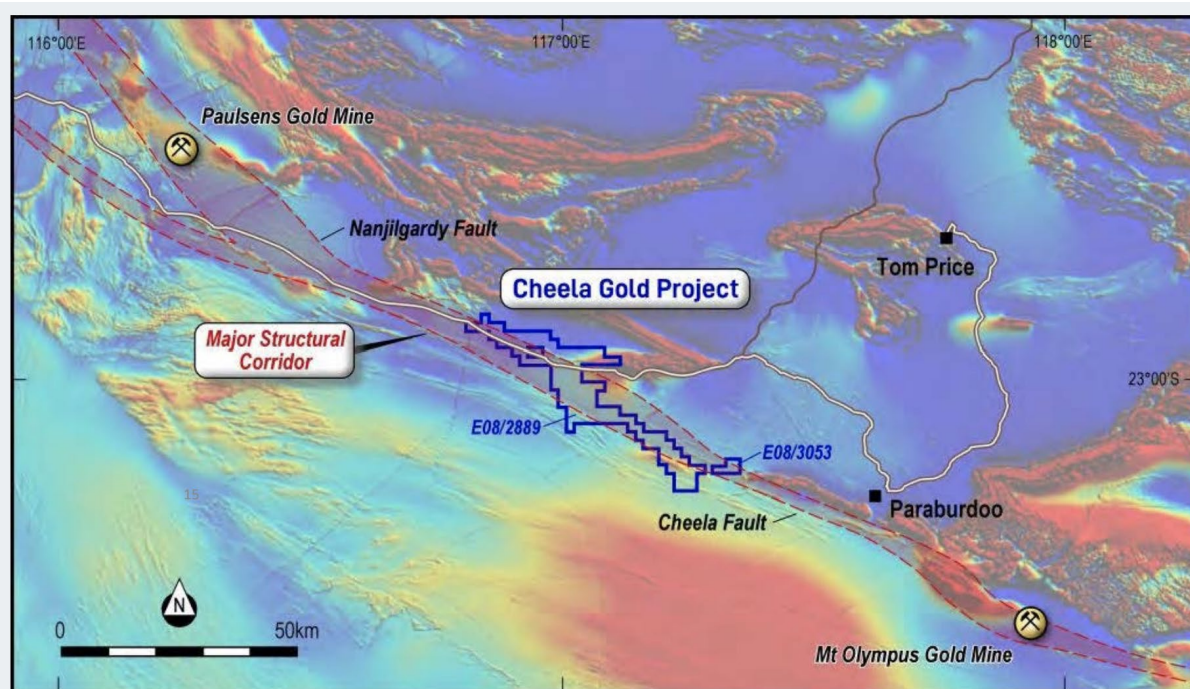 116°00'E
117°00'E
118°00'E
Paulsens Gold Mine
Nanjilgardy Fault
Tom Price
Cheela Gold Project
Major Structural
Corridor
23°00'S
E08/2889
E08/3053
15
Paraburdoo
Cheela Fault
N
0
50km
Mt Olympus Gold Mine